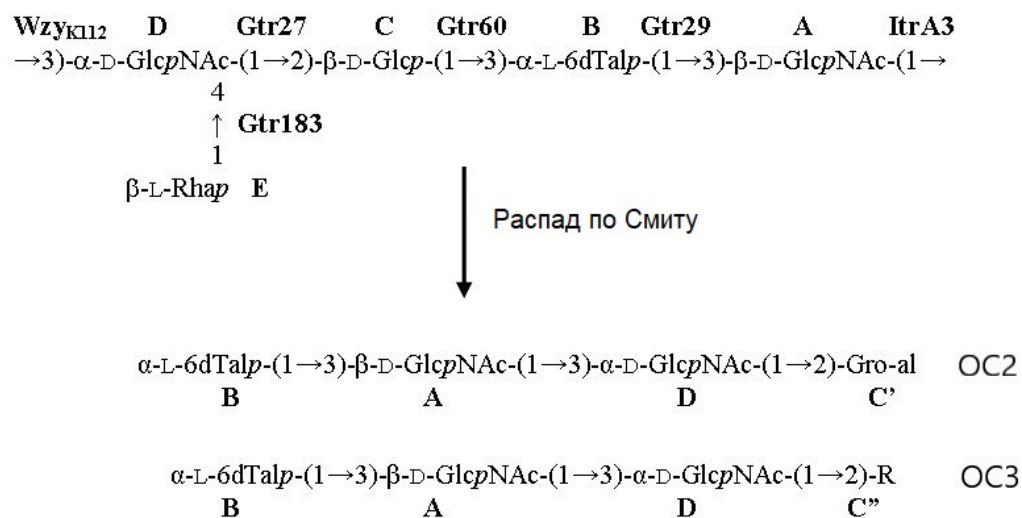 Wzy_K112 D Gtr27 C Gtr60 B Gtr29 A ItrA3
→3)-α-D-GlcpNAc-(1→2)-β-D-Glcp-(1→3)-α-L-6dTalp-(1→3)-β-D-GlcpNAc-(1→
4
↑ Gtr183
1
β-L-Rhap E
Распад по Смиту
α-L-6dTalp-(1→3)-β-D-GlcpNAc-(1→3)-α-D-GlcpNAc-(1→2)-Gro-al OC2
B A D C’
α-L-6dTalp-(1→3)-β-D-GlcpNAc-(1→3)-α-D-GlcpNAc-(1→2)-R OC3
B A D C”